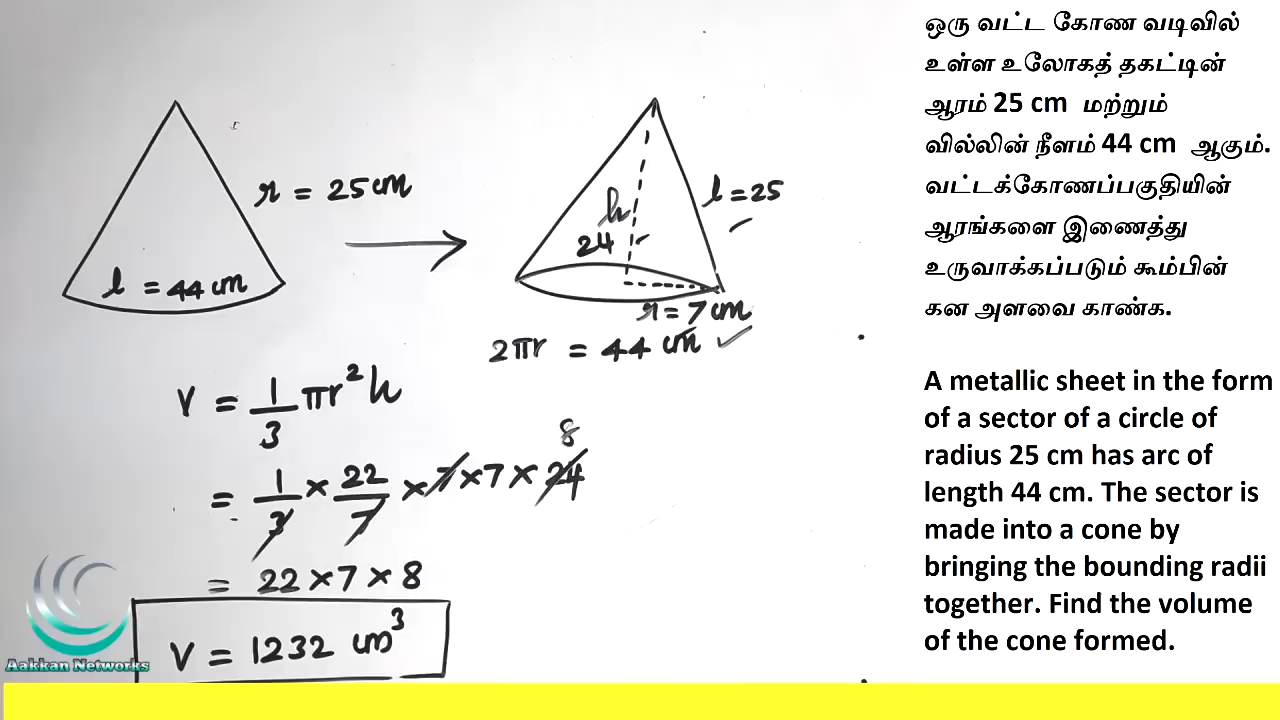 r = 25 cm
l = 44 cm
l = 25
h
24
r = 7 cm
2πr = 44 cm
V = 1/3 πr²h
= 1/3 × 22/7 × 7 × 7 × 24
8
= 22 × 7 × 8
V = 1232 cm³
Aakkan Networks
ஒரு வட்ட கோண வடிவில்
உள்ள உலோகத் தகட்டின்
ஆரம் 25 cm மற்றும்
வில்லின் நீளம் 44 cm ஆகும்.
வட்டக்கோணப்பகுதியின்
ஆரங்களை இணைத்து
உருவாக்கப்படும் கூம்பின்
கன அளவை காண்க.
A metallic sheet in the form
of a sector of a circle of
radius 25 cm has arc of
length 44 cm. The sector is
made into a cone by
bringing the bounding radii
together. Find the volume
of the cone formed.